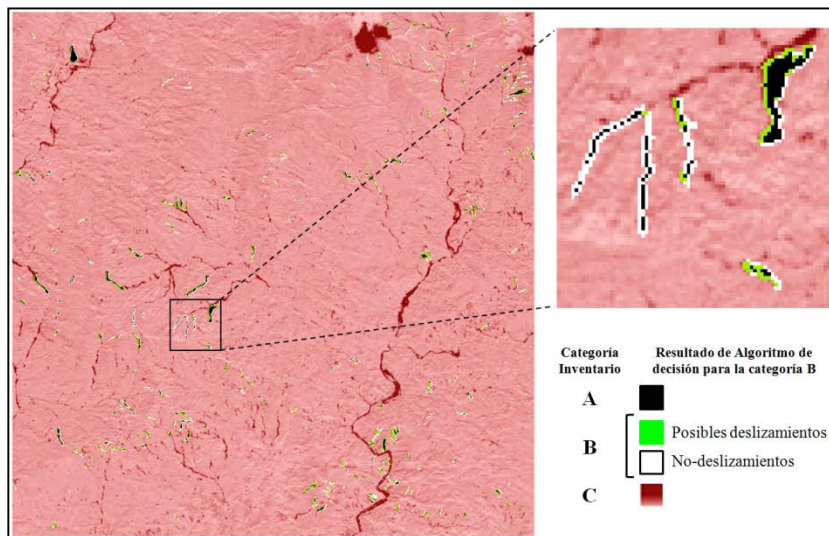 Categoría
Inventario
Resultado de Algoritmo de
decisión para la categoría B
A
B
Posibles deslizamientos
No-deslizamientos
C